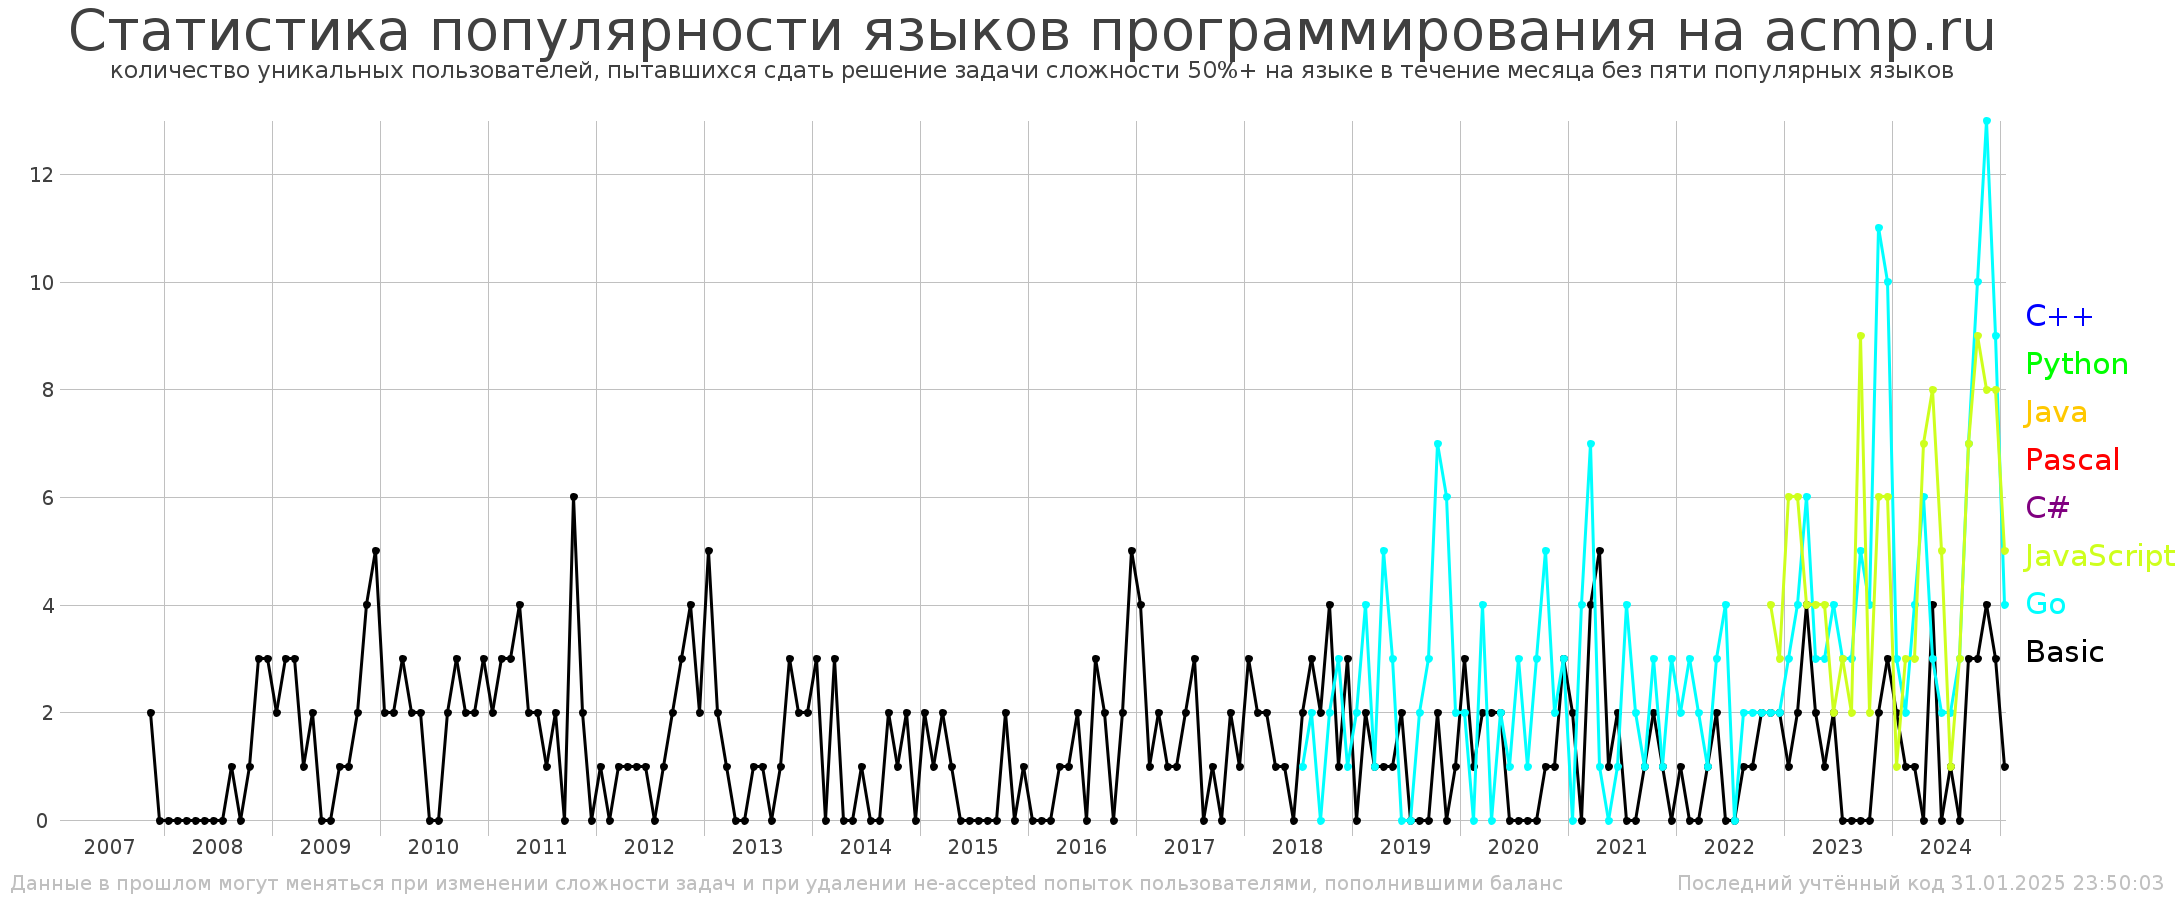 Статистика популярности языков программирования на acmp.ru
количество уникальных пользователей, пытавшихся сдать решение задачи сложности 50%+ на языке в течение месяца без пяти популярных языков
12
10
8
6
4
2
0
C++
Python
Java
Pascal
C#
JavaScript
Go
Basic
2007 2008 2009 2010 2011 2012 2013 2014 2015 2016 2017 2018 2019 2020 2021 2022 2023 2024
Данные в прошлом могут меняться при изменении сложности задач и при удалении не-accepted попыток пользователями, пополнившими баланс
Последний учтённый код 31.01.2025 23:50:03